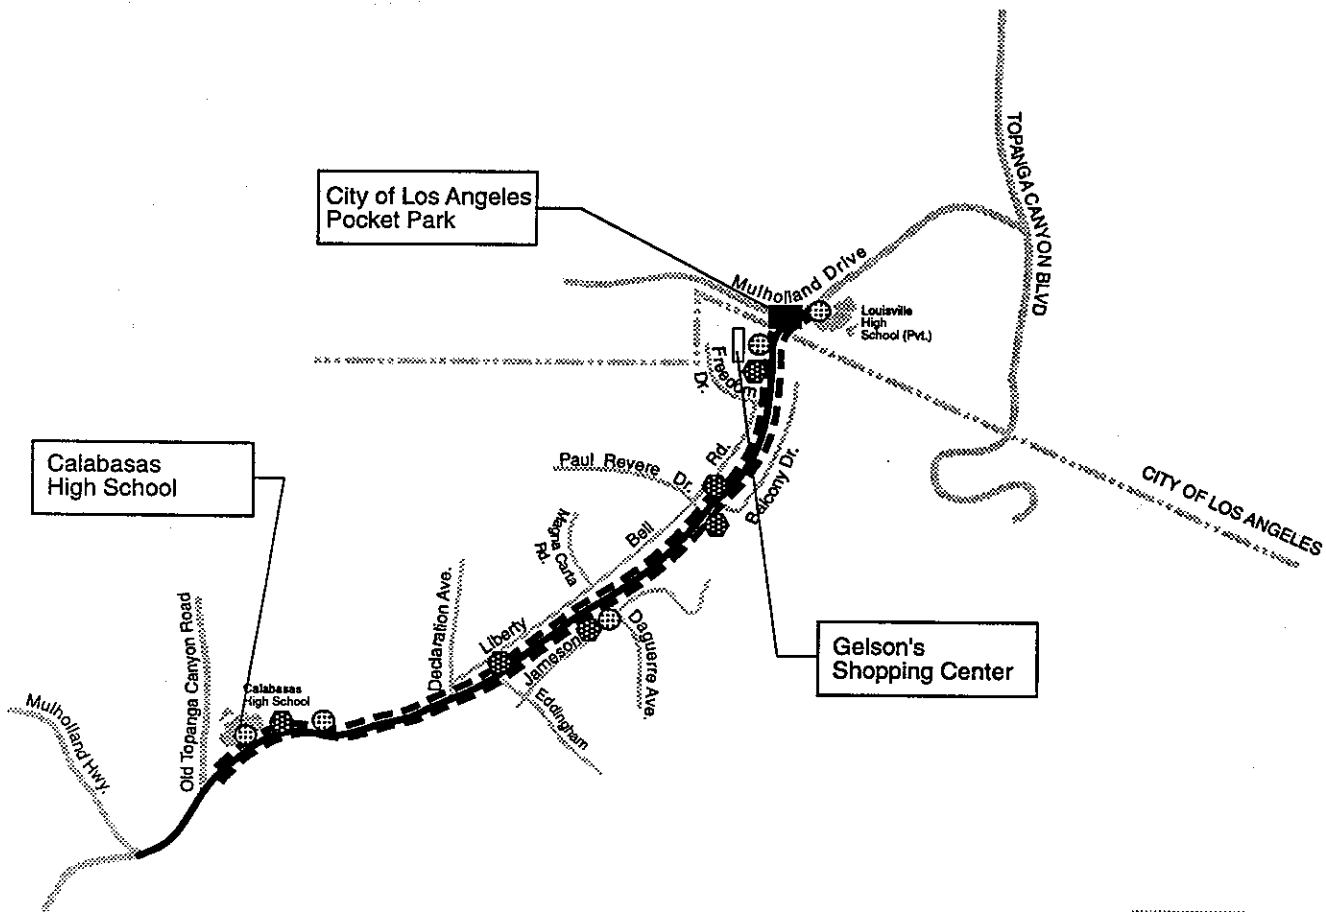 TOPANGA CANYON BLVD
City of Los Angeles
Pocket Park
Mulholland Drive
Louisville
High
School (Pvt.)
Freedom
Dr.
Calabasas
High School
Paul Revere
Dr.
Rd.
Balcony Dr.
CITY OF LOS ANGELES
Magna Carta
Rd.
Bell
Declaration Ave.
Liberty
Jameson
Daguerre Ave.
Eddingham
Gelson's
Shopping Center
Old Topanga Canyon Road
Calabasas
High School
Mulholland Hwy.